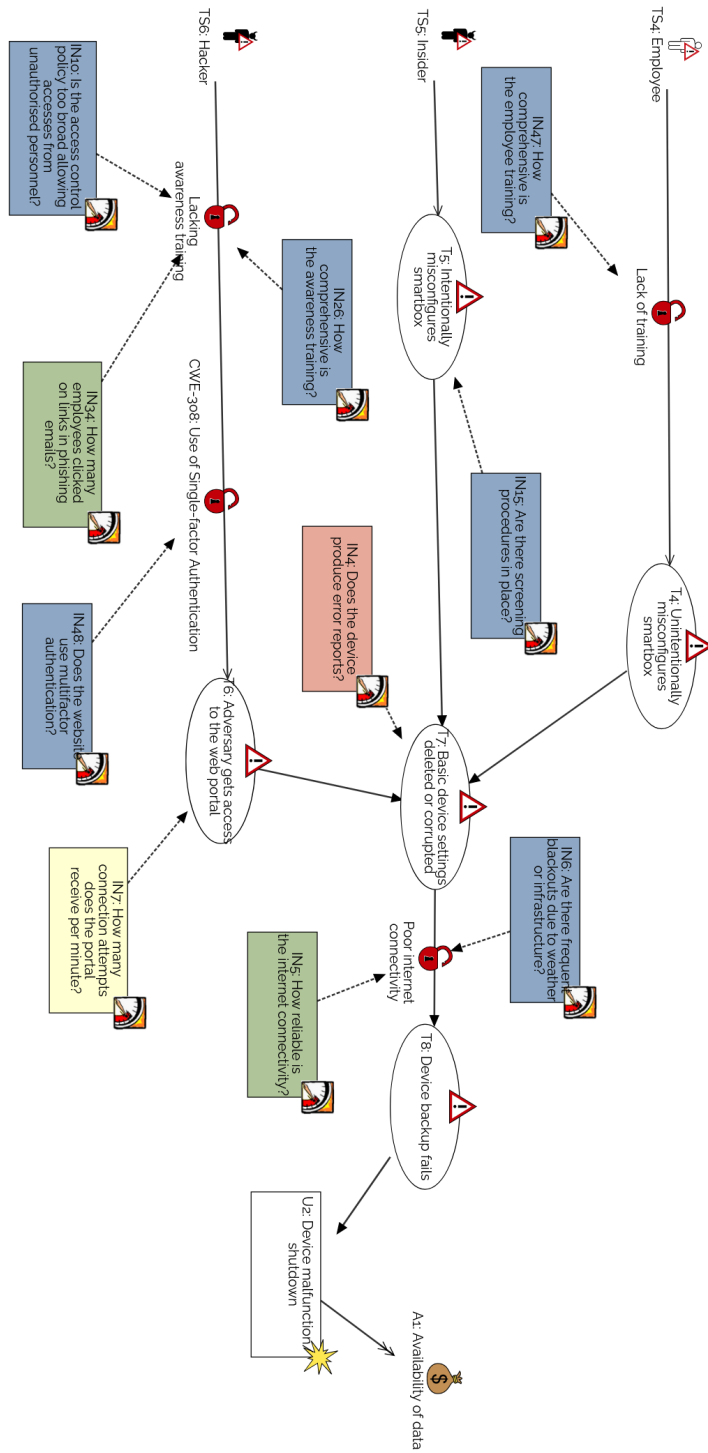 TS4: Employee
Lack of training
T4: Unintentionally
misconfigures
smartbox
IN47: How
comprehensive is
the employee training?
TS5: Insider
T5: Intentionally
misconfigures
smartbox
IN15: Are there screening
procedures in place?
T7: Basic device settings
deleted or corrupted
IN6: Are there frequent
blackouts due to weather
or infrastructure?
Poor internet
connectivity
T8: Device backup fails
A1: Availability of data
IN26: How
comprehensive is
the awareness training?
IN4: Does the device
produce error reports?
IN5: How reliable is
the internet connectivity?
U2: Device malfunction/
shutdown
TS6: Hacker
Lacking
awareness training
CWE-308: Use of Single-factor Authentication
T6: Adversary gets access
to the web portal
IN10: Is the access control
policy too broad allowing
accesses from
unauthorised personnel?
IN34: How many
employees clicked
on links in phishing
emails?
IN48: Does the website
use multifactor
authentication?
IN7: How many
connection attempts
does the portal
receive per minute?